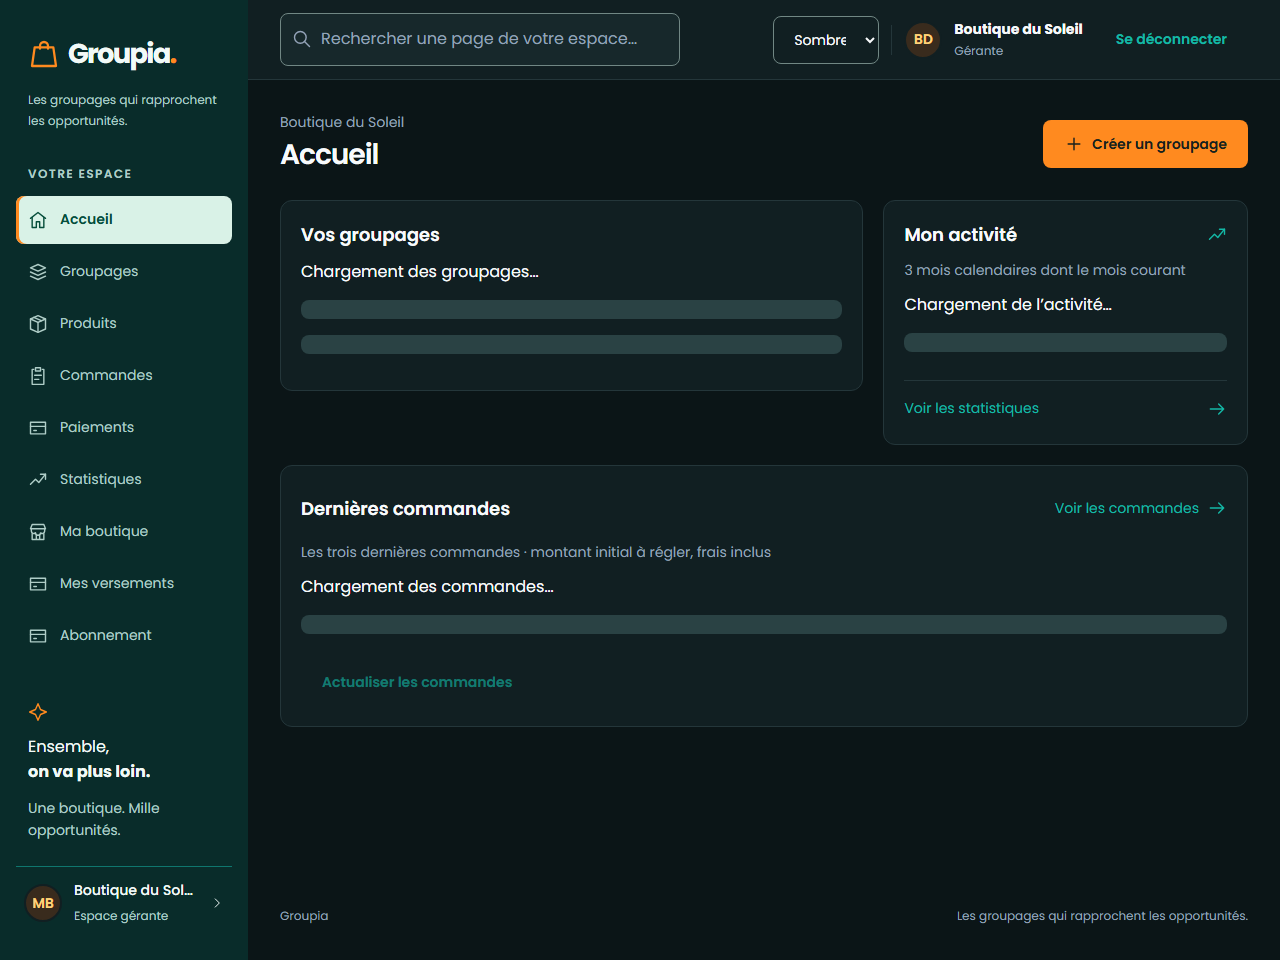 Groupia.
Les groupages qui rapprochent
les opportunités.
VOTRE ESPACE
Accueil
Groupages
Produits
Commandes
Paiements
Statistiques
Ma boutique
Mes versements
Abonnement
Ensemble,
on va plus loin.
Une boutique. Mille
opportunités.
MB
Boutique du Sol...
Espace gérante
Rechercher une page de votre espace...
Sombre
BD
Boutique du Soleil
Gérante
Se déconnecter
Boutique du Soleil
Accueil
Créer un groupage
Vos groupages
Chargement des groupages...
Mon activité
3 mois calendaires dont le mois courant
Chargement de l’activité...
Voir les statistiques
Dernières commandes
Voir les commandes
Les trois dernières commandes · montant initial à régler, frais inclus
Chargement des commandes...
Actualiser les commandes
Groupia
Les groupages qui rapprochent les opportunités.